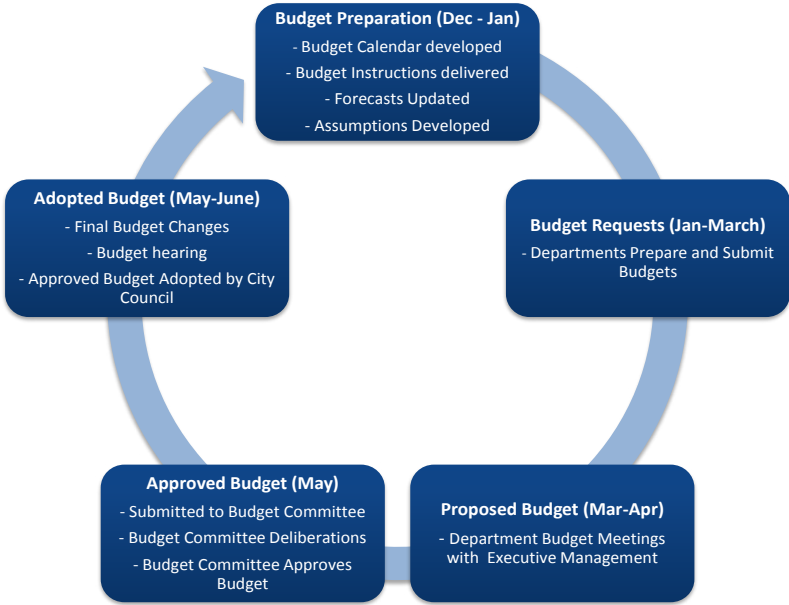 Budget Preparation (Dec - Jan)
- Budget Calendar developed
- Budget Instructions delivered
- Forecasts Updated
- Assumptions Developed
Budget Requests (Jan-March)
- Departments Prepare and Submit
Budgets
Proposed Budget (Mar-Apr)
- Department Budget Meetings
with Executive Management
Approved Budget (May)
- Submitted to Budget Committee
- Budget Committee Deliberations
- Budget Committee Approves
Budget
Adopted Budget (May-June)
- Final Budget Changes
- Budget hearing
- Approved Budget Adopted by City
Council